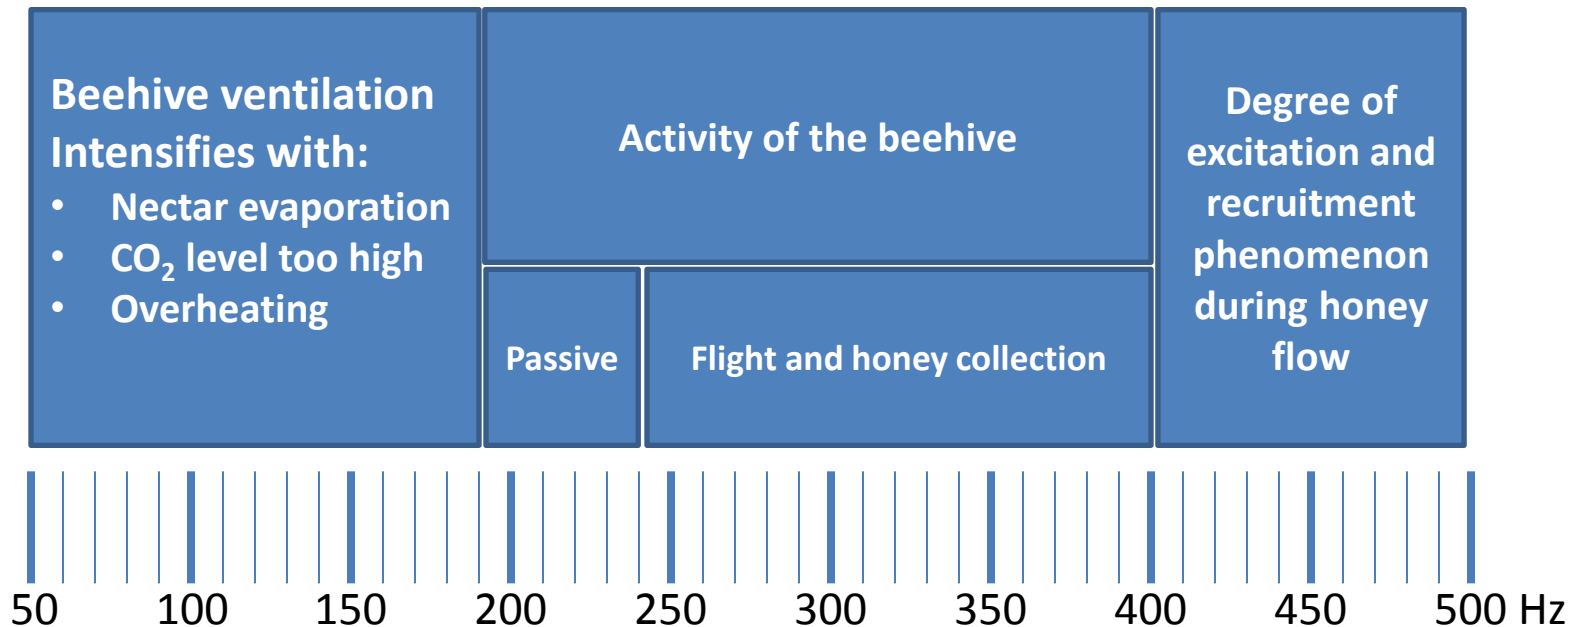 Beehive ventilation
Intensifies with:
• Nectar evaporation
• CO₂ level too high
• Overheating
Activity of the beehive
Passive
Flight and honey collection
Degree of
excitation and
recruitment
phenomenon
during honey
flow
50 100 150 200 250 300 350 400 450 500 Hz